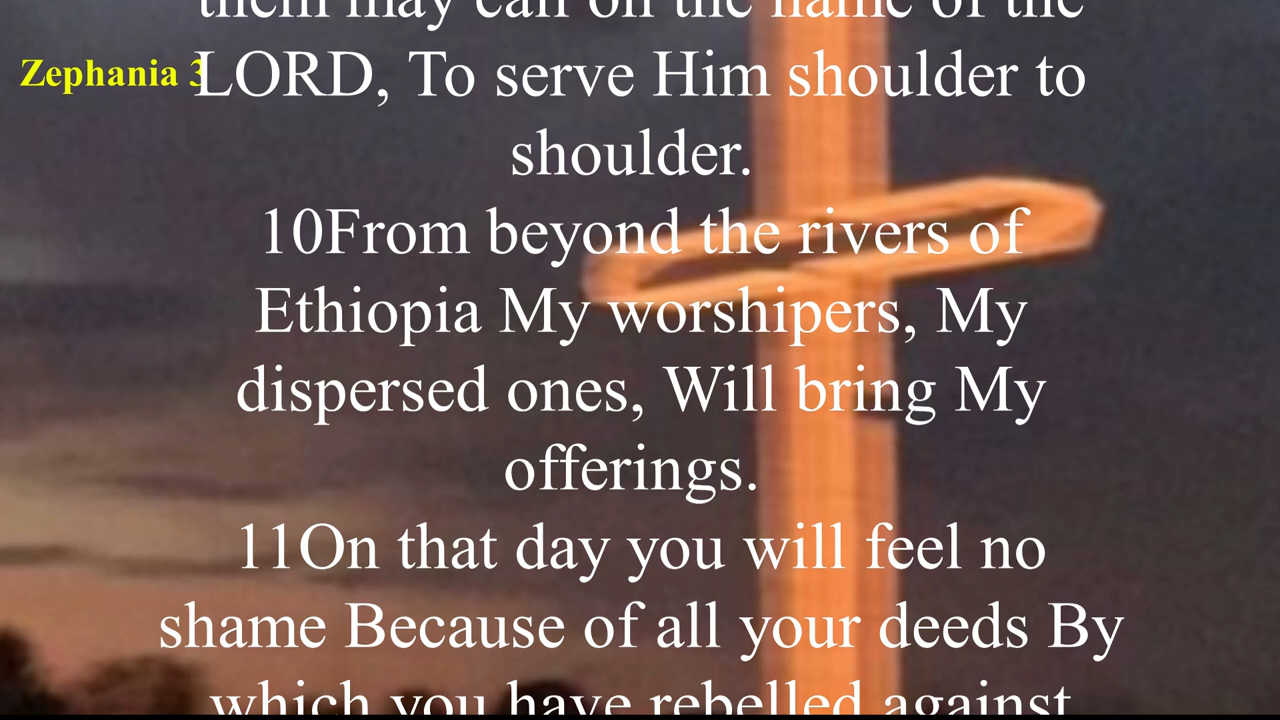 them may call on the name of the
Zephania 3
LORD, To serve Him shoulder to
shoulder.
10From beyond the rivers of
Ethiopia My worshipers, My
dispersed ones, Will bring My
offerings.
11On that day you will feel no
shame Because of all your deeds By
which you have rebelled against